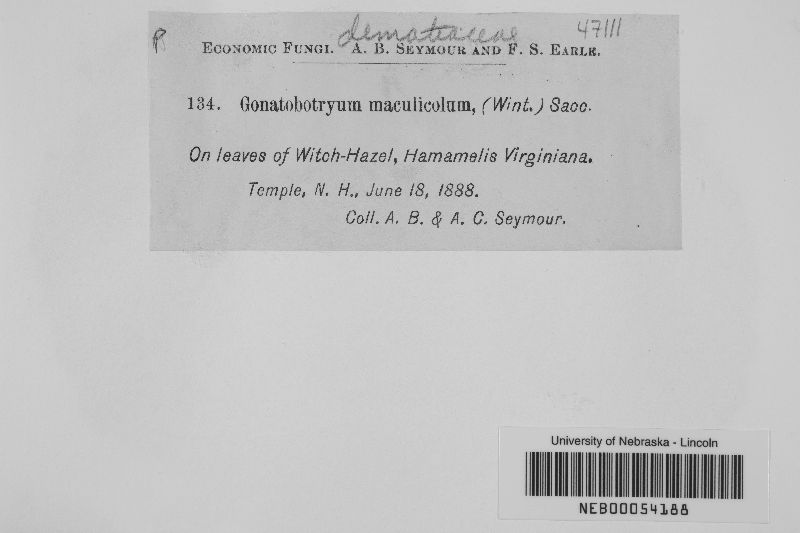 P dematiaceae 47111
Economic Fungi. A. B. Seymour and F. S. Earle.
134. Gonatobotryum maculicolum, (Wint.) Sacc.
On leaves of Witch-Hazel, Hamamelis Virginiana.
Temple, N. H., June 18, 1888.
Coll. A. B. & A. C. Seymour.
University of Nebraska - Lincoln
NEB00054188